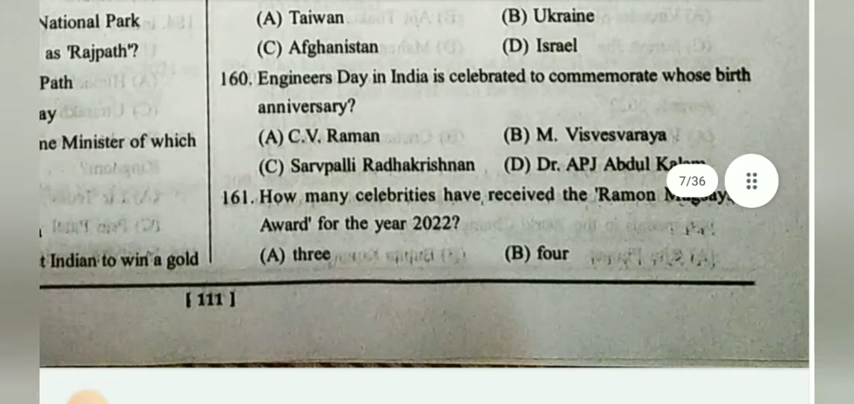 National Park
as 'Rajpath'?
Path
ay
ne Minister of which
t Indian to win a gold
(A) Taiwan (B) Ukraine
(C) Afghanistan (D) Israel
160. Engineers Day in India is celebrated to commemorate whose birth
anniversary?
(A) C.V. Raman (B) M. Visvesvaraya
(C) Sarvpalli Radhakrishnan (D) Dr. APJ Abdul Kalam
161. How many celebrities have received the 'Ramon
Award' for the year 2022?
(A) three (B) four
[ 111 ]
7/36